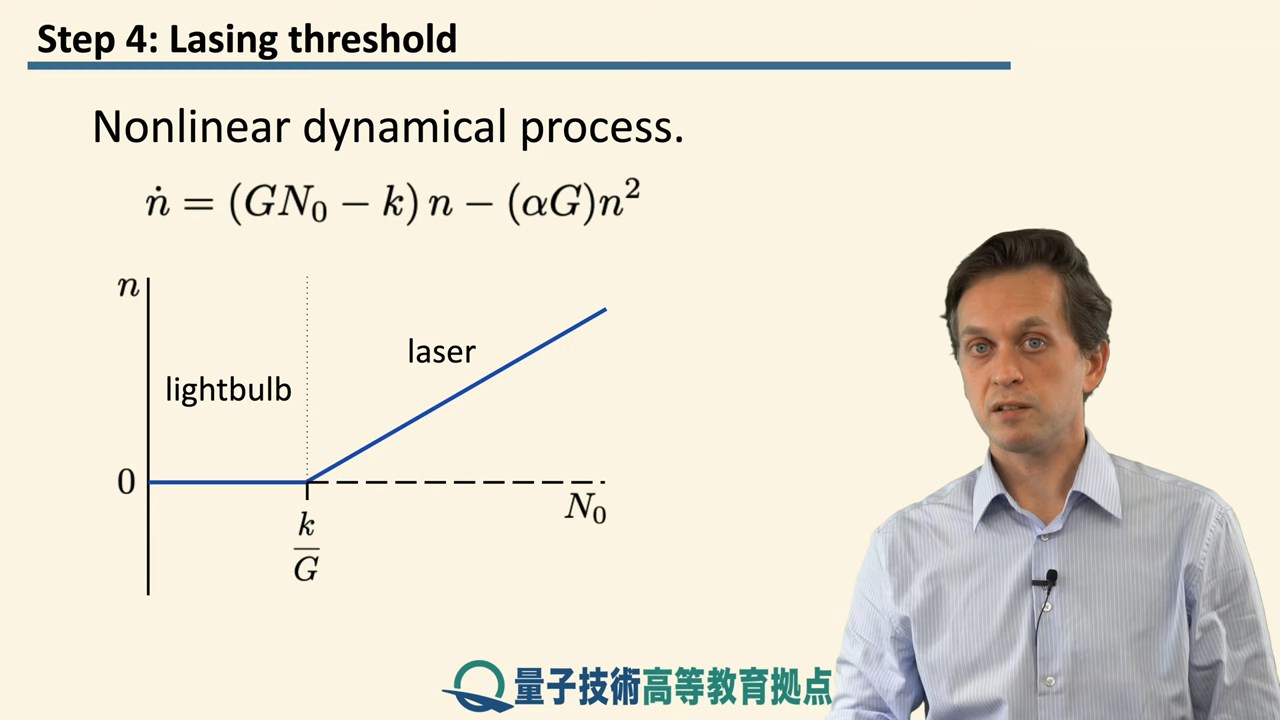 Step 4: Lasing threshold
Nonlinear dynamical process.
ṅ = (GN₀ − k) n − (αG)n²
n
laser
lightbulb
0
N₀
k
G
量子技術高等教育拠点